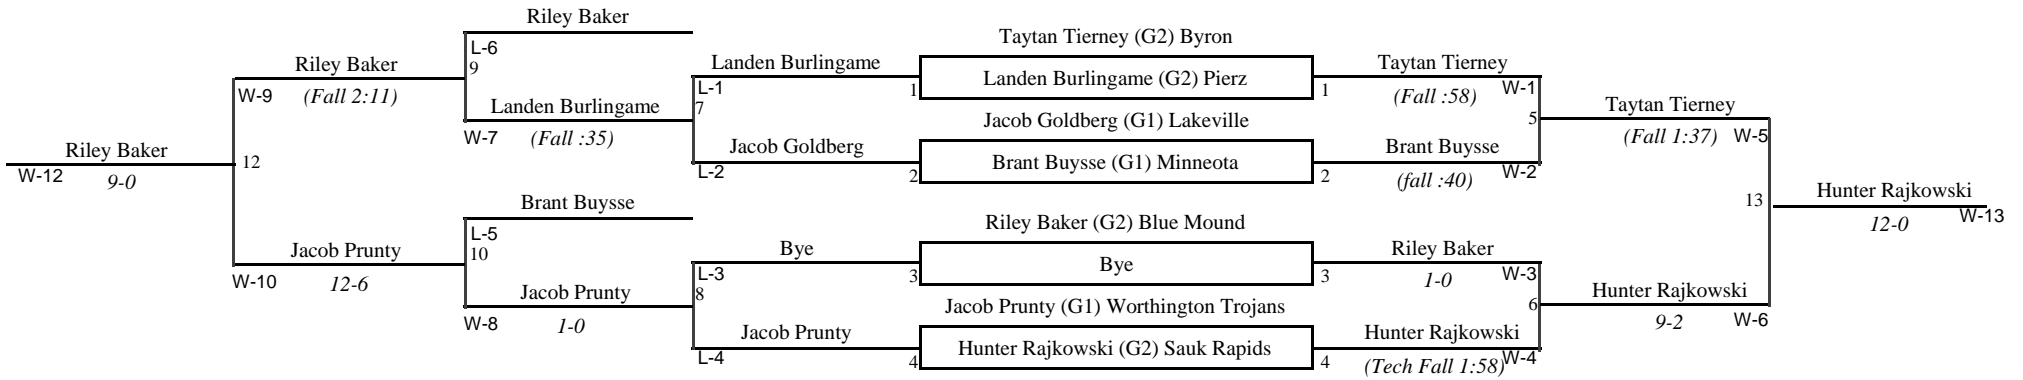 Riley Baker
L-6
9
Riley Baker
W-9
(Fall 2:11)
Landen Burlingame
W-7
(Fall :35)
Riley Baker
W-12
9-0
12
Brant Buysse
L-5
10
Jacob Prunty
W-10
12-6
Jacob Prunty
W-8
1-0
Landen Burlingame
L-1
1
7
Jacob Goldberg
L-2
2
Bye
L-3
3
8
Jacob Prunty
L-4
4
Taytan Tierney (G2) Byron
Landen Burlingame (G2) Pierz
Jacob Goldberg (G1) Lakeville
Brant Buysse (G1) Minneota
Riley Baker (G2) Blue Mound
Bye
Jacob Prunty (G1) Worthington Trojans
Hunter Rajkowski (G2) Sauk Rapids
Taytan Tierney
1
(Fall :58)
W-1
5
Brant Buysse
2
(fall :40)
W-2
Riley Baker
3
1-0
W-3
6
Hunter Rajkowski
4
(Tech Fall 1:58)
W-4
Taytan Tierney
(Fall 1:37)
W-5
13
Hunter Rajkowski
9-2
W-6
Hunter Rajkowski
12-0
W-13